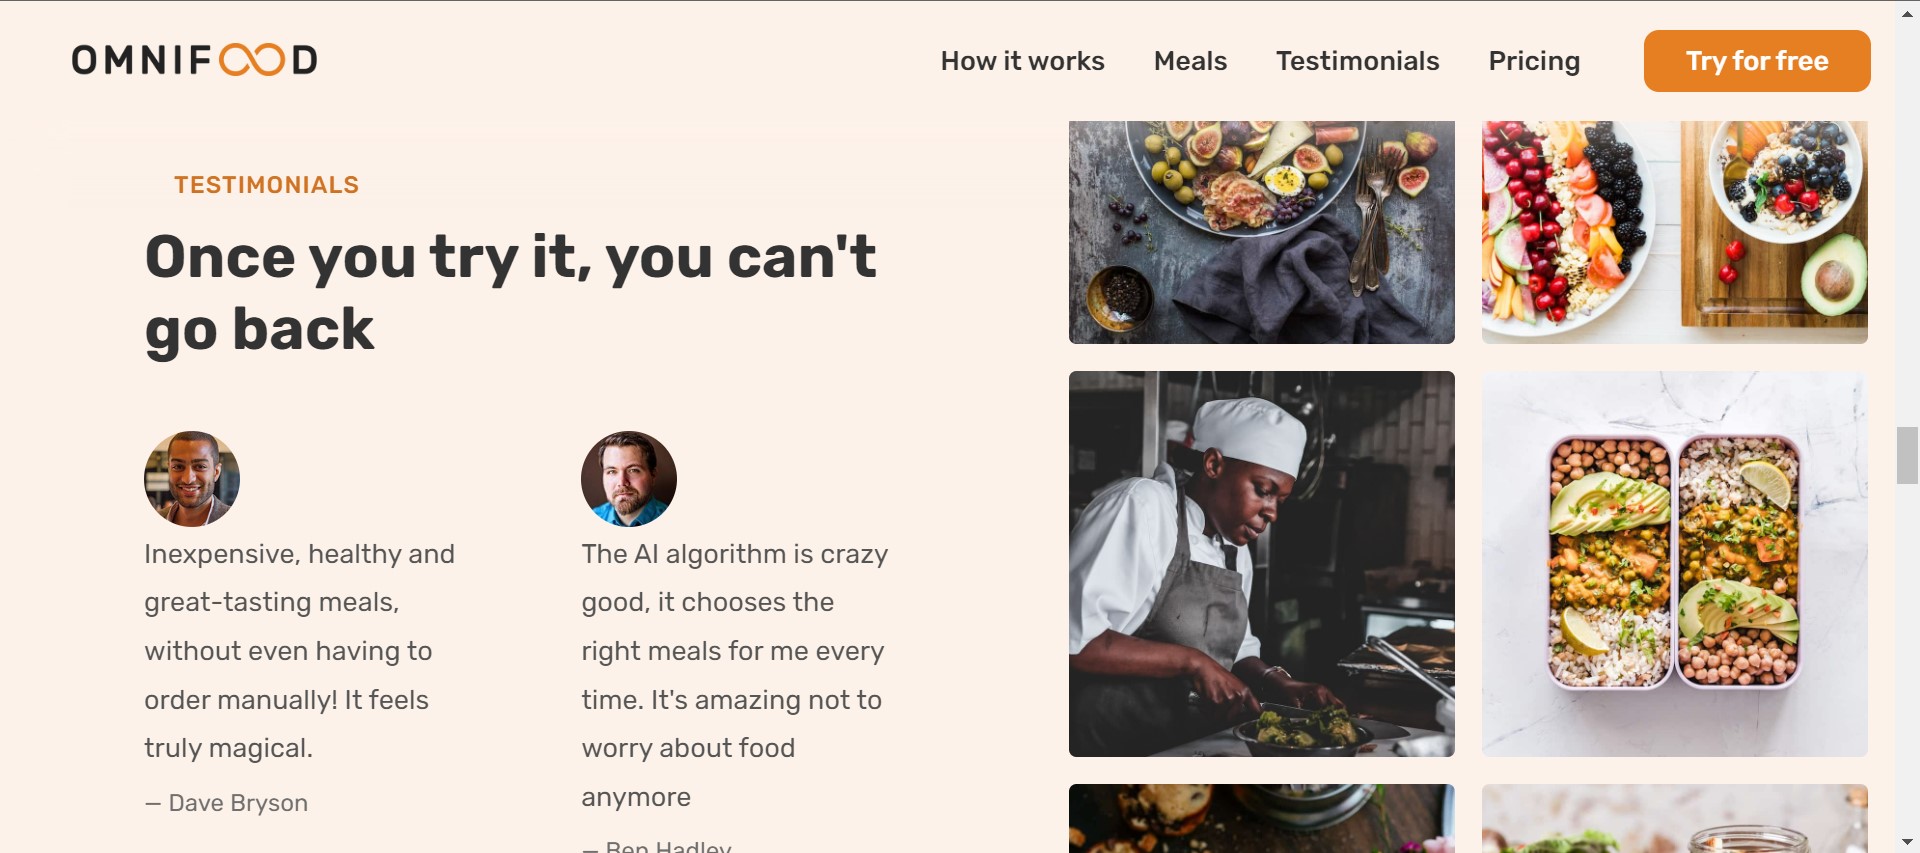 OMNIFOOD
How it works
Meals
Testimonials
Pricing
Try for free
TESTIMONIALS
Once you try it, you can't
go back
Inexpensive, healthy and
great-tasting meals,
without even having to
order manually! It feels
truly magical.
— Dave Bryson
The AI algorithm is crazy
good, it chooses the
right meals for me every
time. It's amazing not to
worry about food
anymore
— Ben Hadley